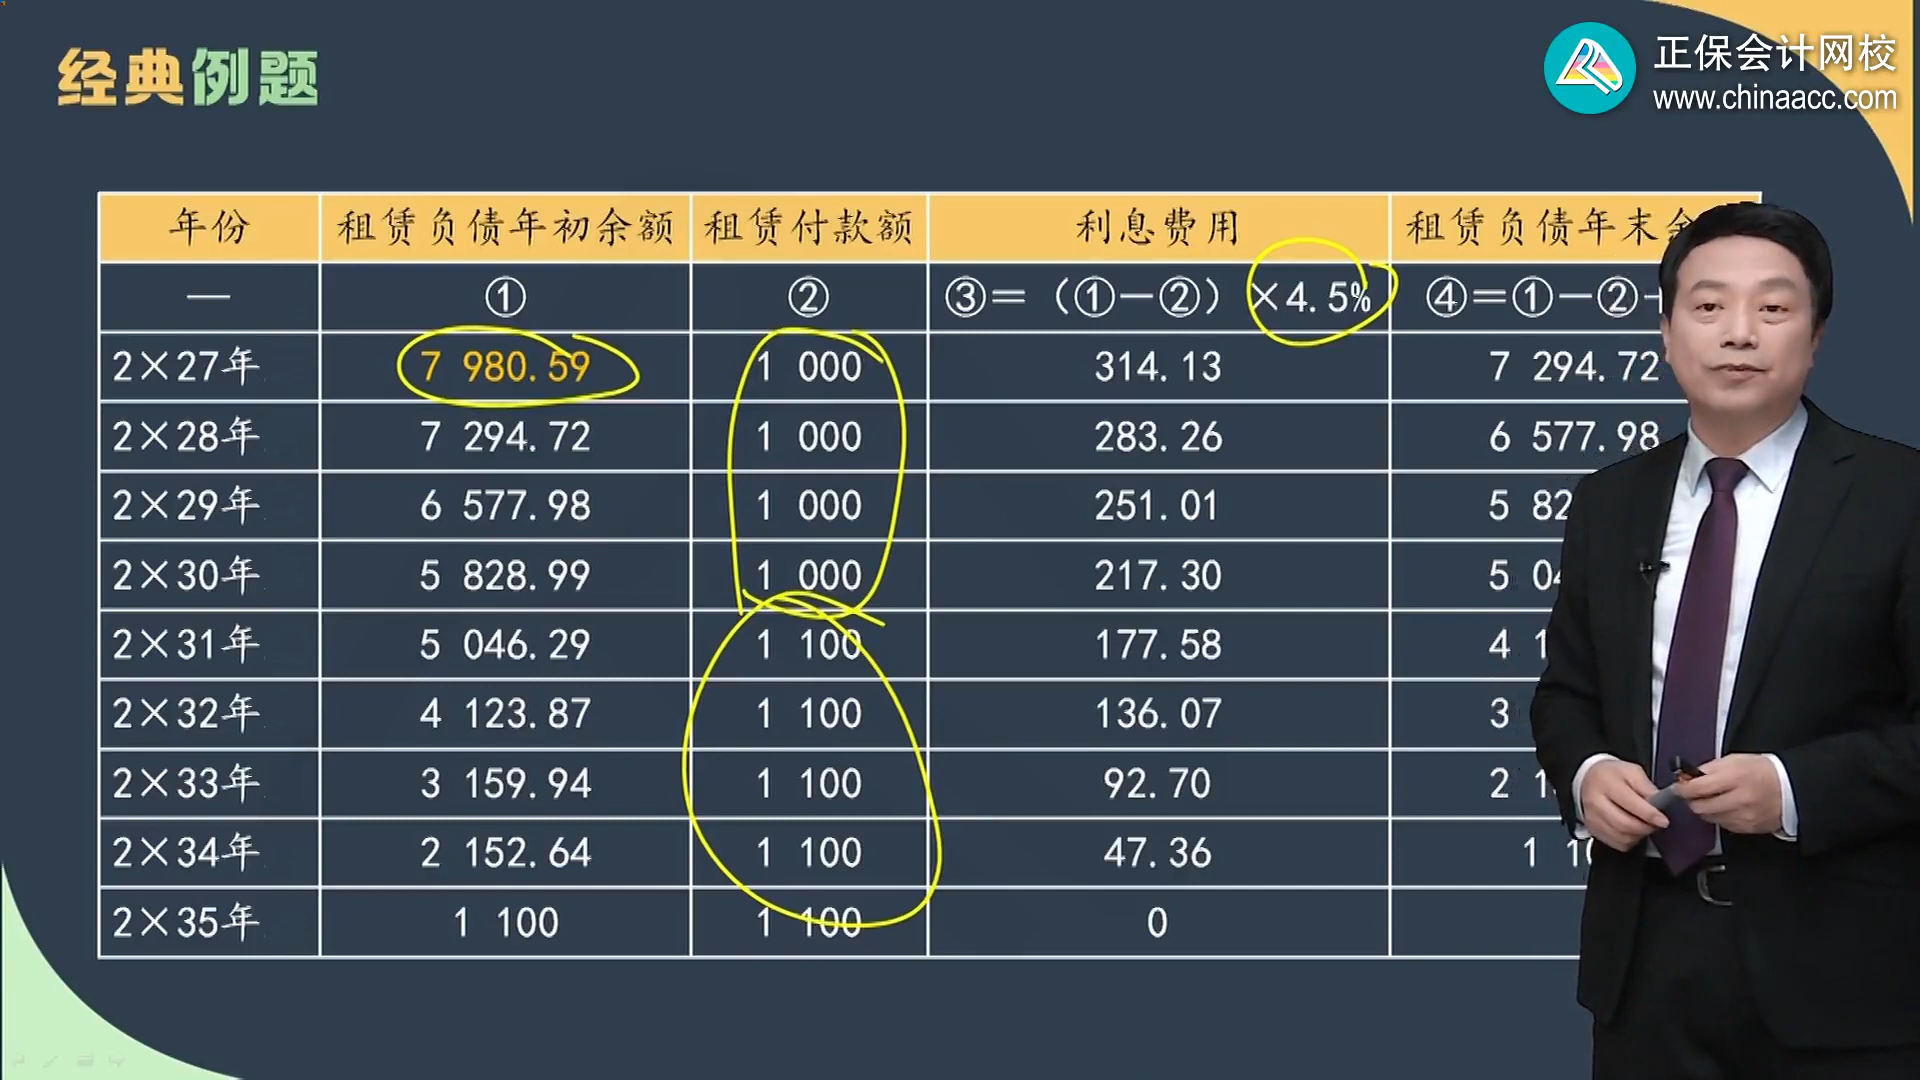 经典例题
正保会计网校
www.chinaacc.com
年份 租赁负债年初余额 租赁付款额 利息费用 租赁负债年末
— ① ② ③=（①-②）×4.5% ④=①-②
2×27年 7 980.59 1 000 314.13 7 294.72
2×28年 7 294.72 1 000 283.26 6 577.98
2×29年 6 577.98 1 000 251.01 5 82
2×30年 5 828.99 1 000 217.30 5 04
2×31年 5 046.29 1 100 177.58 4 1
2×32年 4 123.87 1 100 136.07 3
2×33年 3 159.94 1 100 92.70 2 1
2×34年 2 152.64 1 100 47.36 1 10
2×35年 1 100 1 100 0